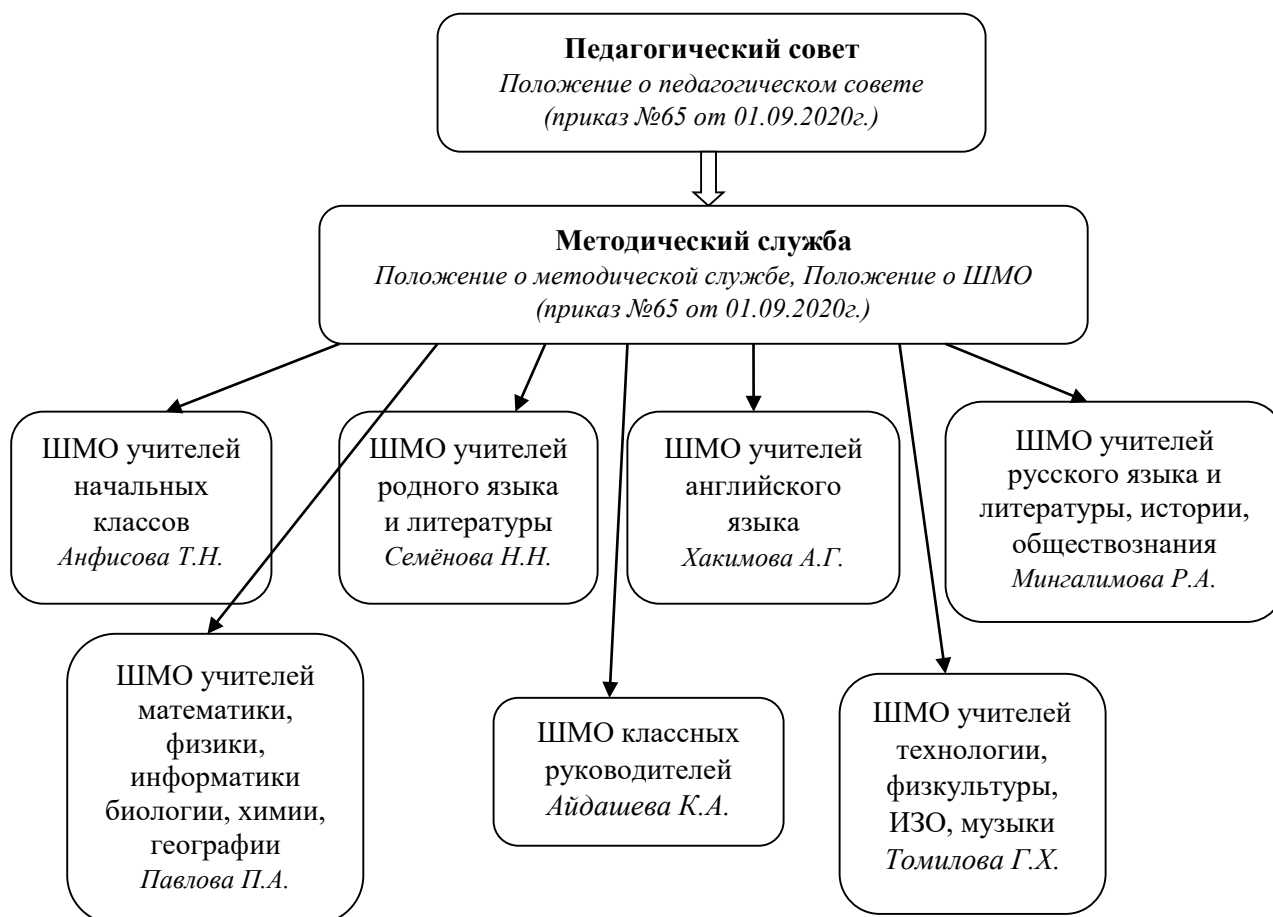 Педагогический совет
Положение о педагогическом совете
(приказ №65 от 01.09.2020г.)
Методический служба
Положение о методической службе, Положение о ШМО
(приказ №65 от 01.09.2020г.)
ШМО учителей
начальных
классов
Анфисова Т.Н.
ШМО учителей
родного языка
и литературы
Семёнова Н.Н.
ШМО учителей
английского
языка
Хакимова А.Г.
ШМО учителей
русского языка и
литературы, истории,
обществознания
Мингалимова Р.А.
ШМО учителей
математики,
физики,
информатики
биологии, химии,
географии
Павлова П.А.
ШМО классных
руководителей
Айдашева К.А.
ШМО учителей
технологии,
физкультуры,
ИЗО, музыки
Томилова Г.Х.